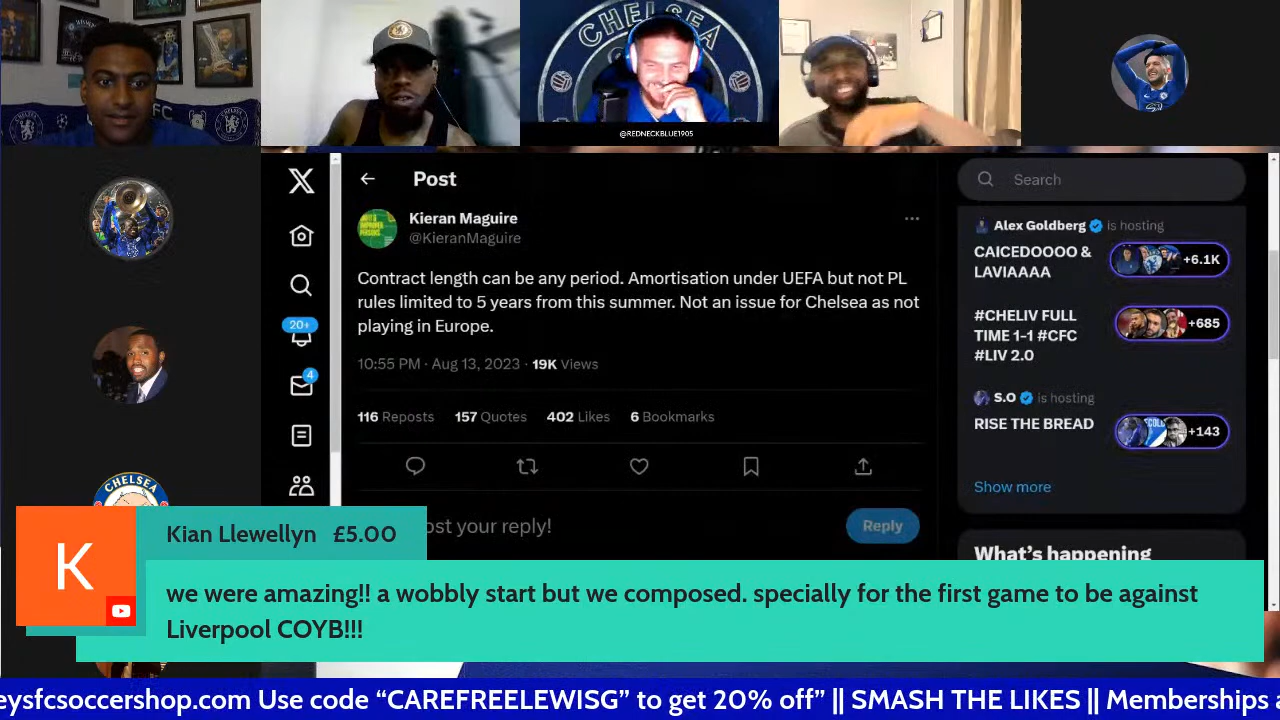 CHELSEA
FC
@REDNECKBLUE1905
Post
Search
Kieran Maguire
@KieranMaguire
Contract length can be any period. Amortisation under UEFA but not PL
rules limited to 5 years from this summer. Not an issue for Chelsea as not
playing in Europe.
10:55 PM · Aug 13, 2023 · 19K Views
116 Reposts 157 Quotes 402 Likes 6 Bookmarks
ost your reply!
Reply
20+
4
Alex Goldberg is hosting
CAICEDOOOO &
LAVIAAAA
+6.1K
#CHELIV FULL
TIME 1-1 #CFC
#LIV 2.0
+685
S.O is hosting
RISE THE BREAD
+143
Show more
What's happening
CHELSEA
K
Kian Llewellyn £5.00
we were amazing!! a wobbly start but we composed. specially for the first game to be against
Liverpool COYB!!!
eysfcsoccershop.com Use code “CAREFREELEWISG” to get 20% off” || SMASH THE LIKES || Memberships a